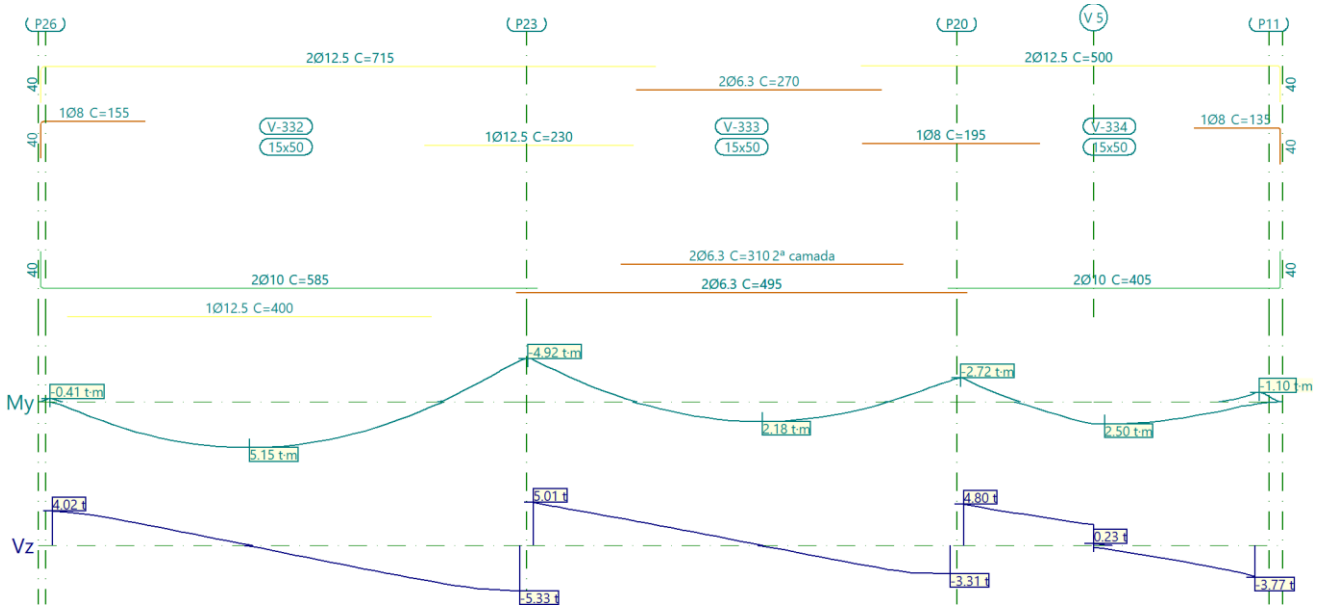 P26
P23
P20
V 5
P11
2Ø12.5 C=715
2Ø12.5 C=500
40
2Ø6.3 C=270
40
1Ø8 C=155
40
V-332
15x50
1Ø12.5 C=230
V-333
15x50
1Ø8 C=195
V-334
15x50
1Ø8 C=135
40
40
2Ø10 C=585
2Ø6.3 C=310 2ª camada
2Ø6.3 C=495
2Ø10 C=405
40
1Ø12.5 C=400
My
-0.41 t·m
5.15 t·m
-4.92 t·m
2.18 t·m
-2.72 t·m
2.50 t·m
-1.10 t·m
Vz
4.02 t
-5.33 t
5.01 t
-3.31 t
4.80 t
0.23 t
-3.77 t